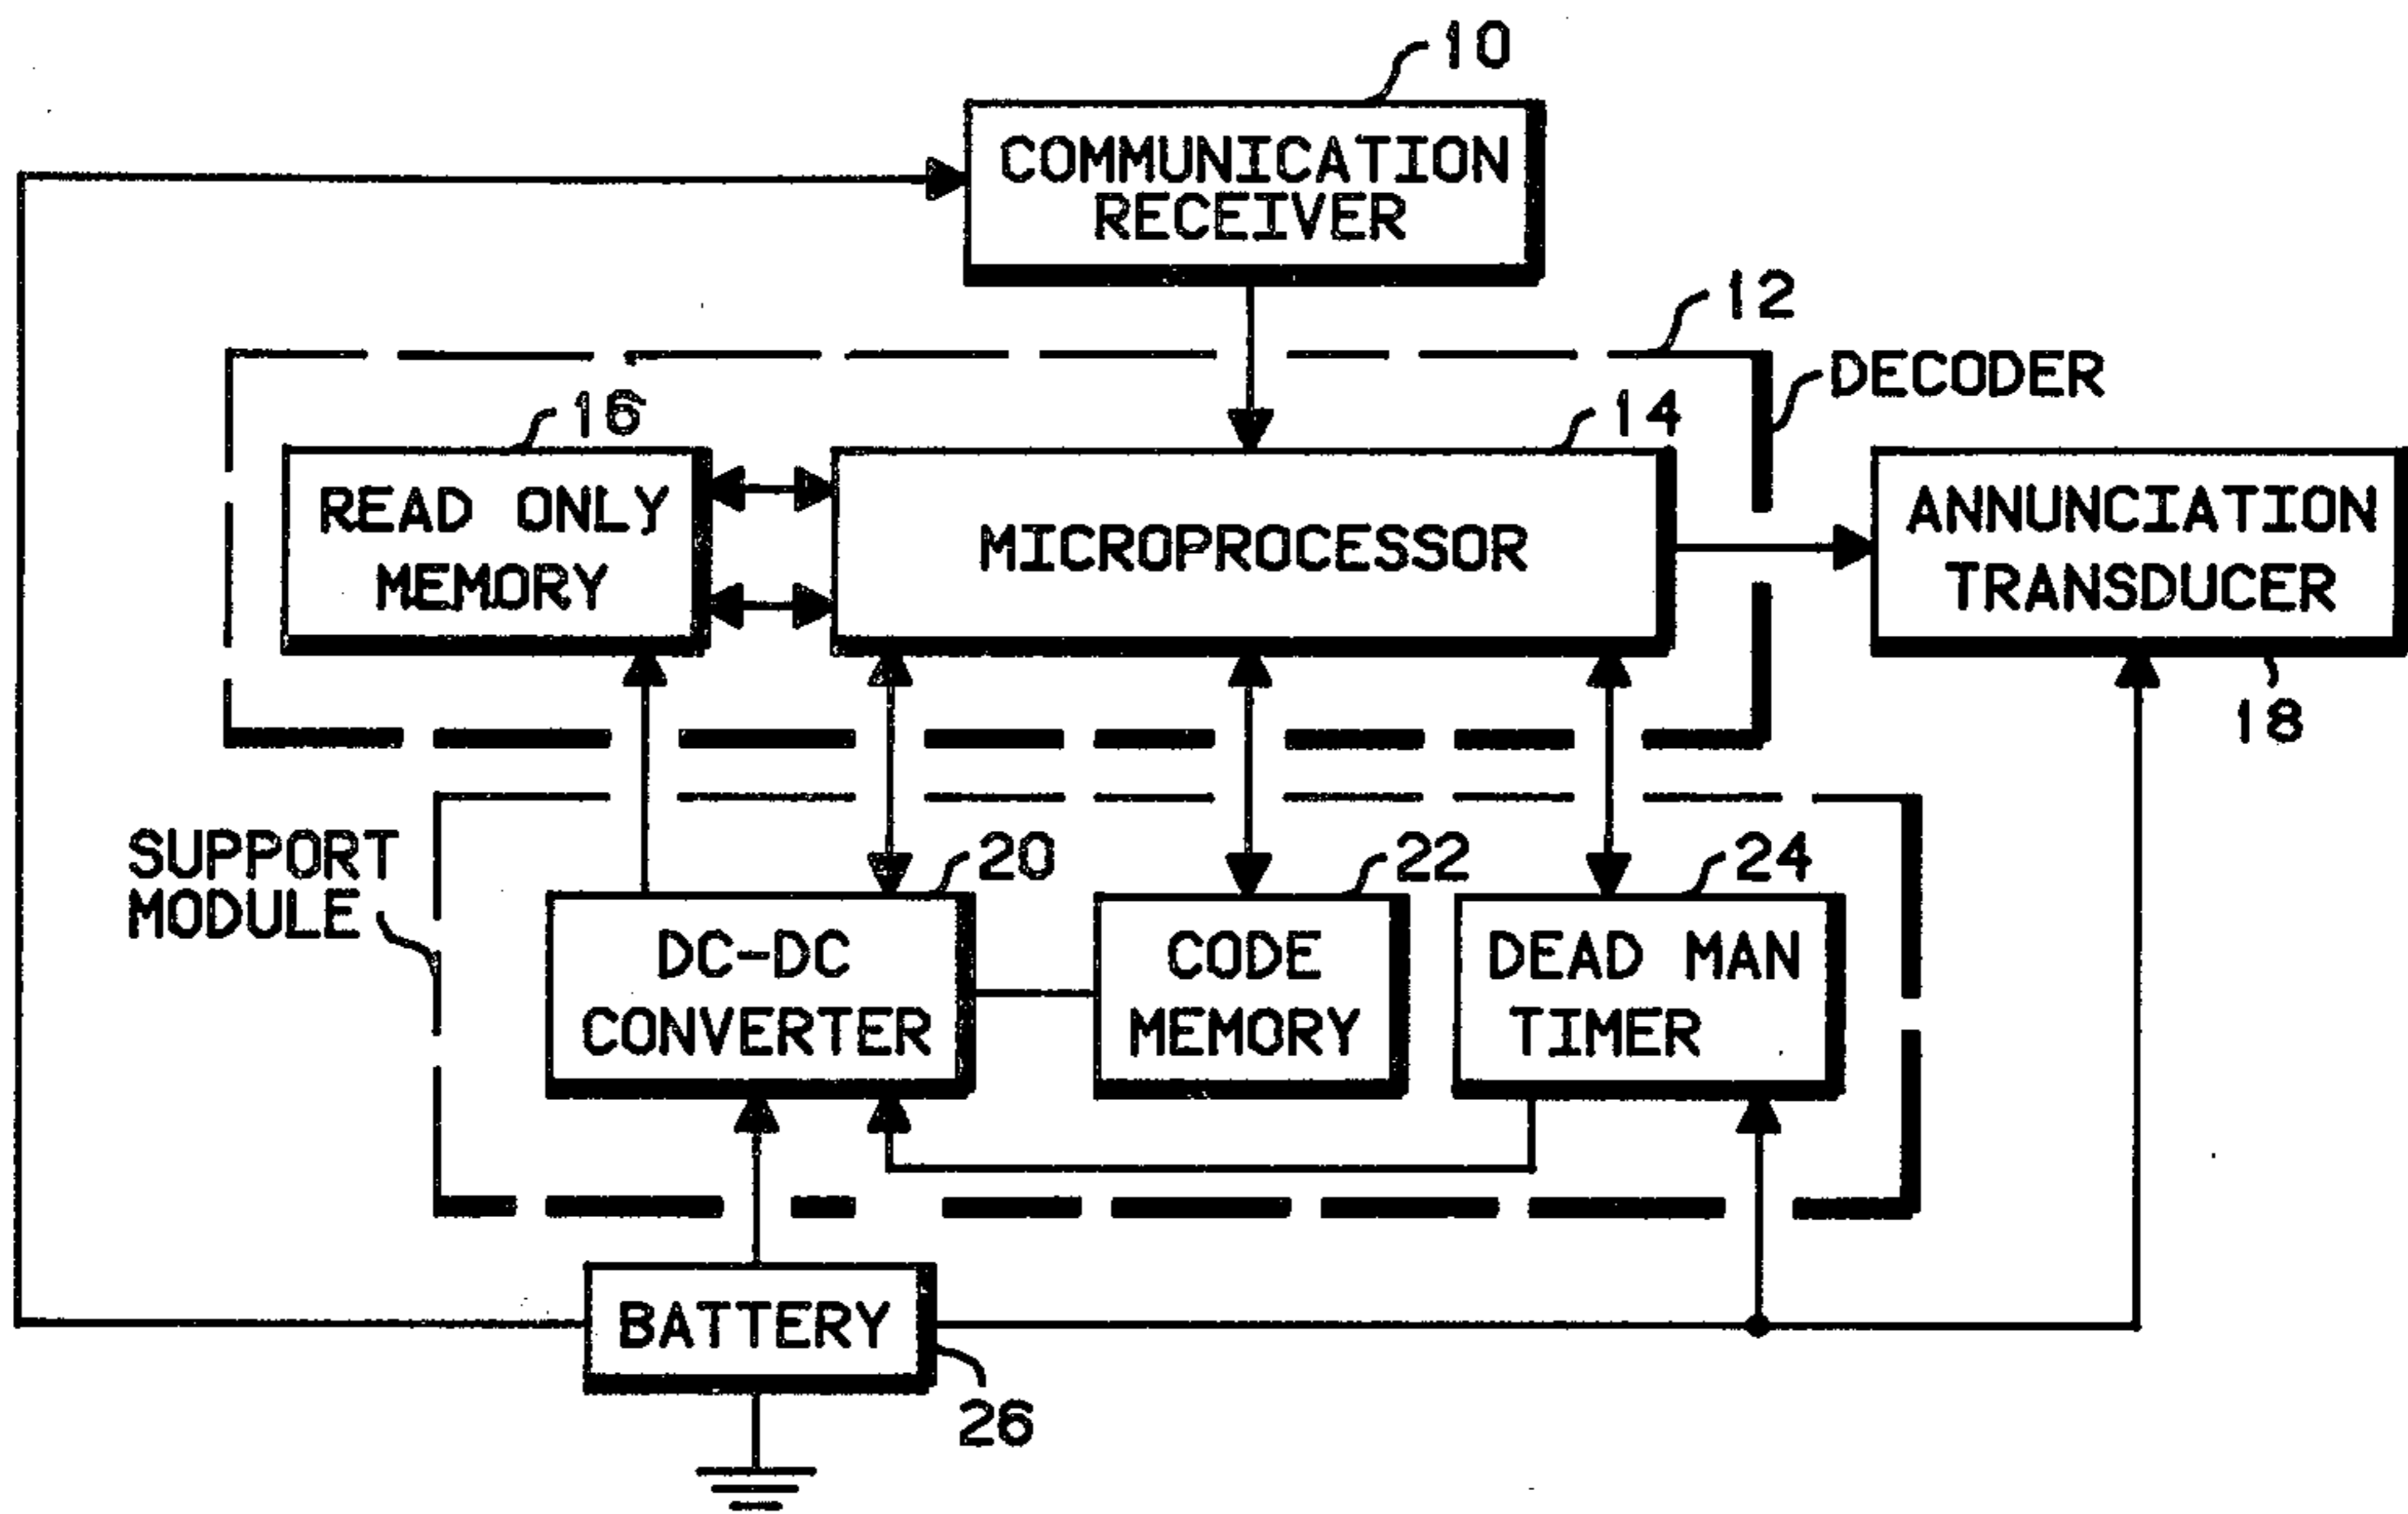 10
COMMUNICATION
RECEIVER
12
DECODER
16
14
READ ONLY
MEMORY
MICROPROCESSOR
ANNUNCIATION
TRANSDUCER
18
SUPPORT
MODULE
20
22
24
DC-DC
CONVERTER
CODE
MEMORY
DEAD MAN
TIMER
BATTERY
26